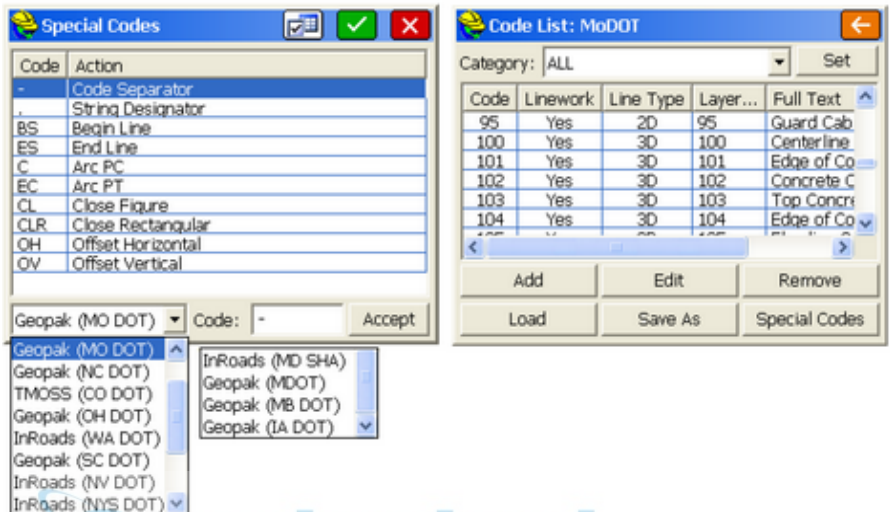 Special Codes
Code Action
- Code Separator
. String Designator
BS Begin Line
ES End Line
C Arc PC
EC Arc PT
CL Close Figure
CLR Close Rectangular
OH Offset Horizontal
OV Offset Vertical
Geopak (MO DOT) Code: - Accept
Geopak (MO DOT)
Geopak (NC DOT)
TMOSS (CO DOT)
Geopak (OH DOT)
InRoads (WA DOT)
Geopak (SC DOT)
InRoads (NV DOT)
InRoads (NYS DOT)
InRoads (MD SHA)
Geopak (MDOT)
Geopak (MB DOT)
Geopak (IA DOT)
Code List: MoDOT
Category: ALL Set
Code Linework Line Type Layer... Full Text
95 Yes 2D 95 Guard Cab
100 Yes 3D 100 Centerline
101 Yes 3D 101 Edge of Co
102 Yes 3D 102 Concrete C
103 Yes 3D 103 Top Concre
104 Yes 3D 104 Edge of Co
Add Edit Remove
Load Save As Special Codes